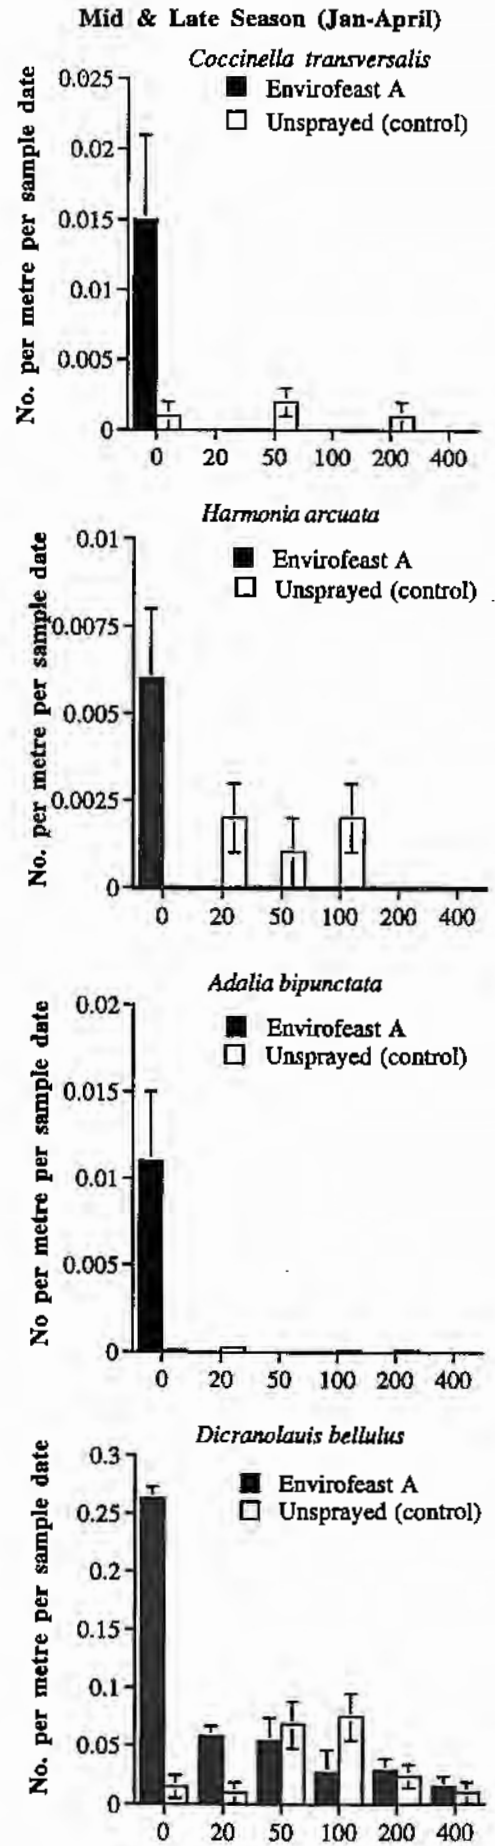 Mid & Late Season (Jan-April)
Coccinella transversalis
Envirofeast A
Unsprayed (control)
No. per metre per sample date
0.025
0.02
0.015
0.01
0.005
0
0 20 50 100 200 400
Harmonia arcuata
Envirofeast A
Unsprayed (control)
No. per metre per sample date
0.01
0.0075
0.005
0.0025
0
0 20 50 100 200 400
Adalia bipunctata
Envirofeast A
Unsprayed (control)
No per metre per sample date
0.02
0.015
0.01
0.005
0
0 20 50 100 200 400
Dicranolauis bellulus
Envirofeast A
Unsprayed (control)
No. per metre per sample date
0.3
0.25
0.2
0.15
0.1
0.05
0
0 20 50 100 200 400